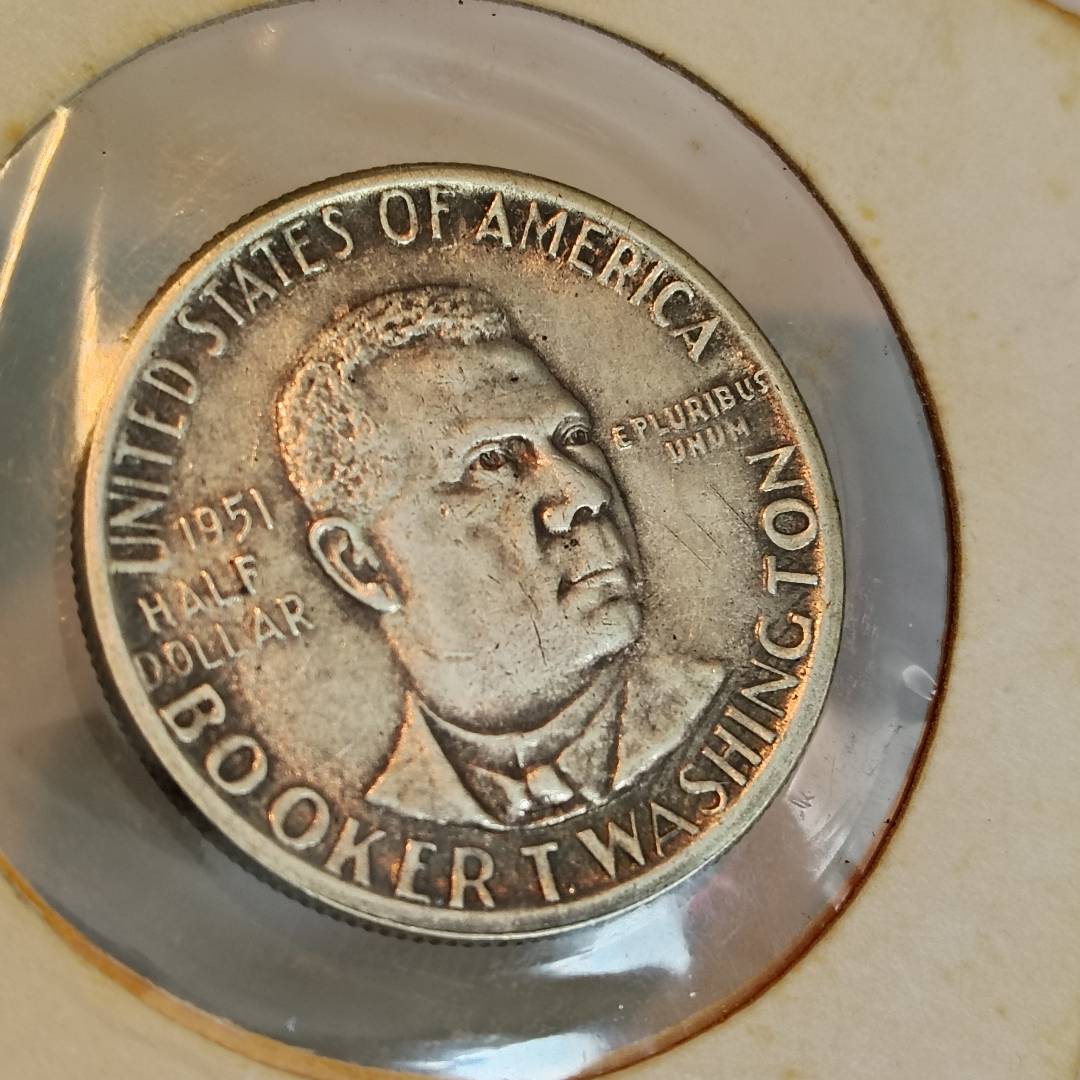 UNITED STATES OF AMERICA
E PLURIBUS
UNUM
1951
HALF
DOLLAR
BOOKER T. WASHINGTON